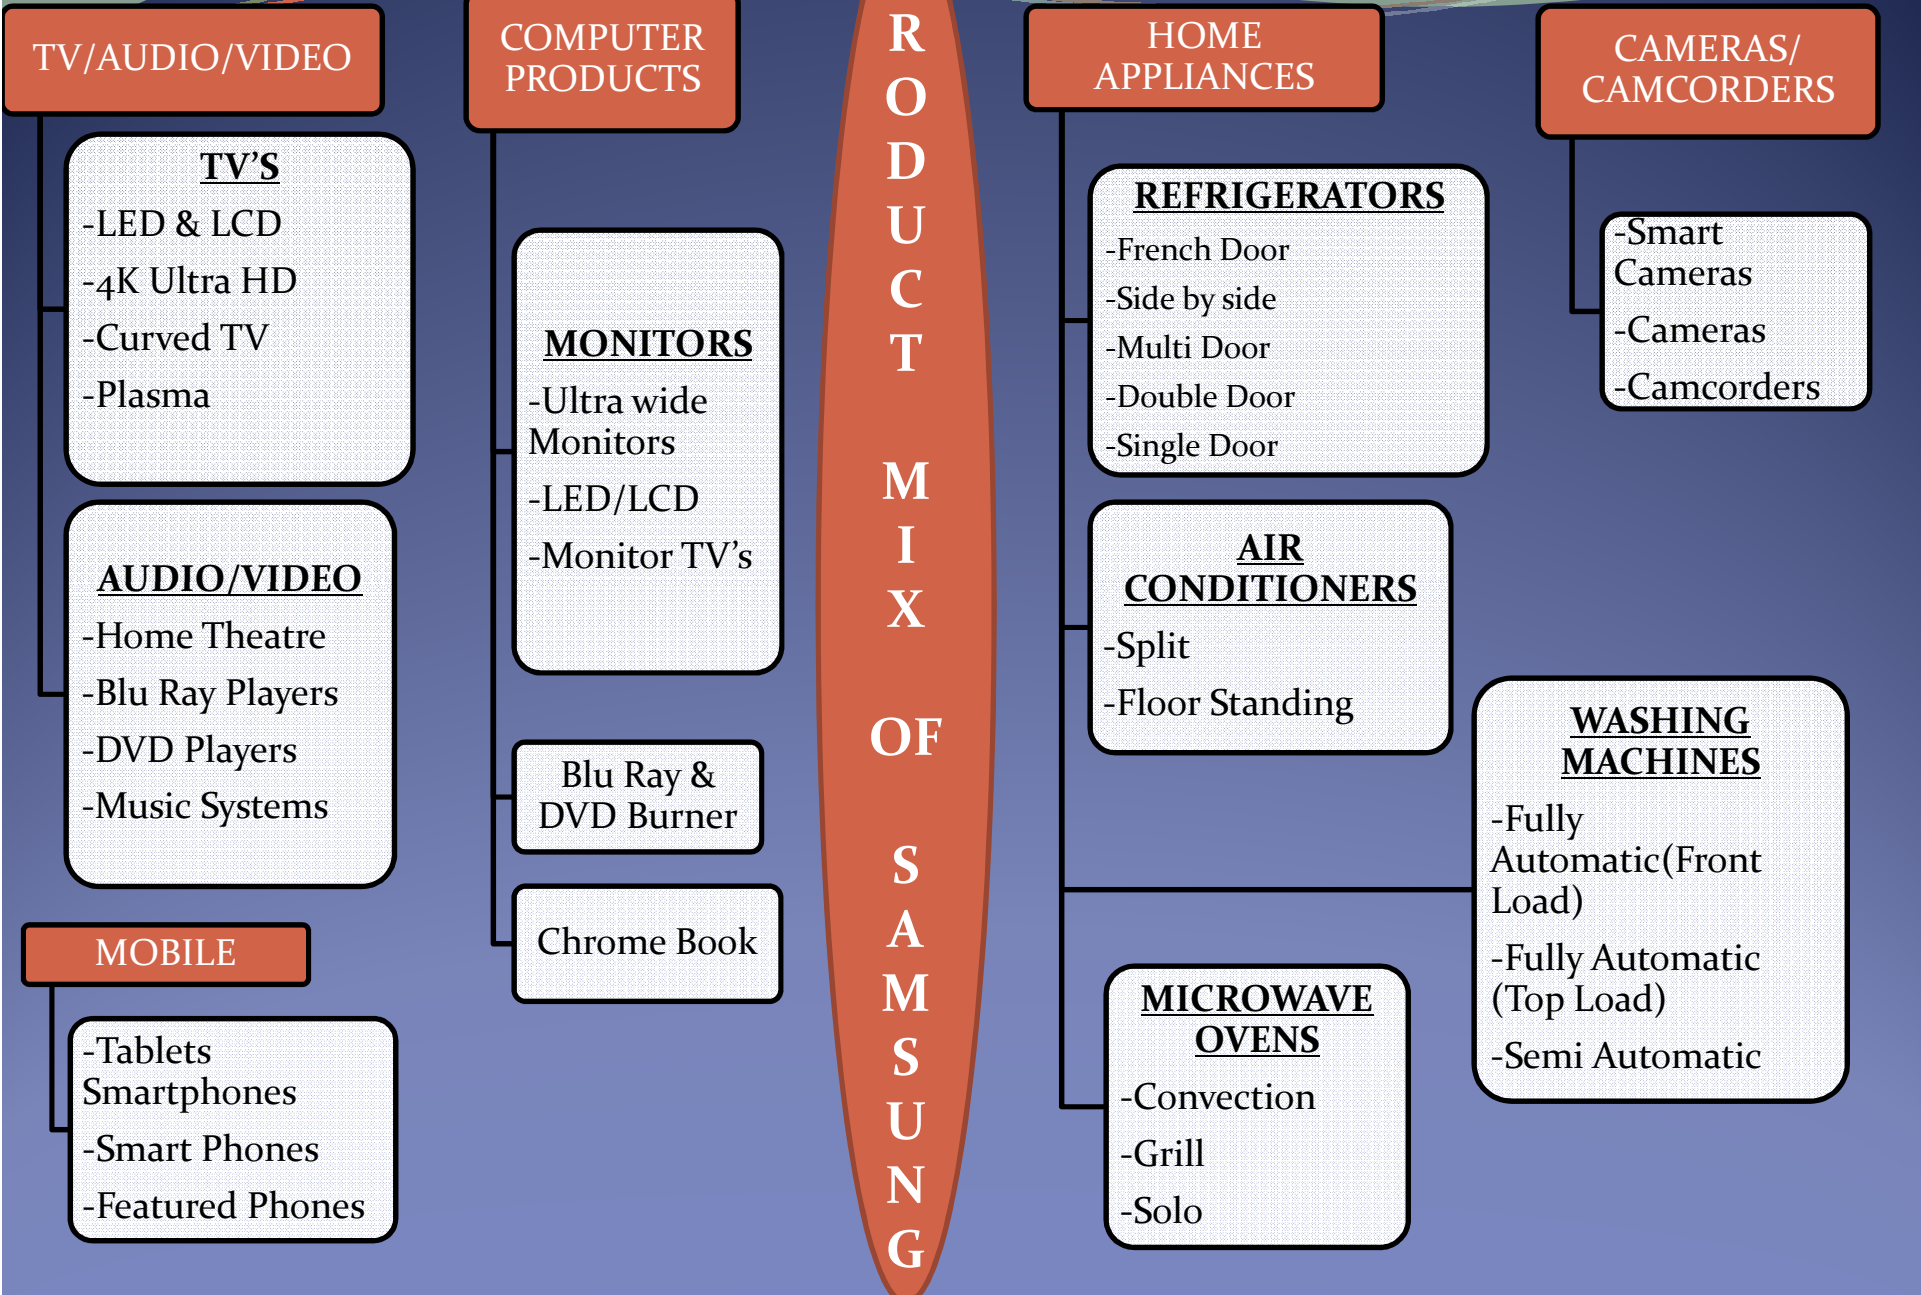 TV/AUDIO/VIDEO
TV'S
-LED & LCD
-4K Ultra HD
-Curved TV
-Plasma
AUDIO/VIDEO
-Home Theatre
-Blu Ray Players
-DVD Players
-Music Systems
MOBILE
-Tablets
Smartphones
-Smart Phones
-Featured Phones
COMPUTER
PRODUCTS
MONITORS
-Ultra wide
Monitors
-LED/LCD
-Monitor TV's
Blu Ray &
DVD Burner
Chrome Book
R
O
D
U
C
T
M
I
X
OF
S
A
M
S
U
N
G
HOME
APPLIANCES
REFRIGERATORS
-French Door
-Side by side
-Multi Door
-Double Door
-Single Door
AIR
CONDITIONERS
-Split
-Floor Standing
WASHING
MACHINES
-Fully
Automatic(Front
Load)
-Fully Automatic
(Top Load)
-Semi Automatic
MICROWAVE
OVENS
-Convection
-Grill
-Solo
CAMERAS/
CAMCORDERS
-Smart
Cameras
-Cameras
-Camcorders